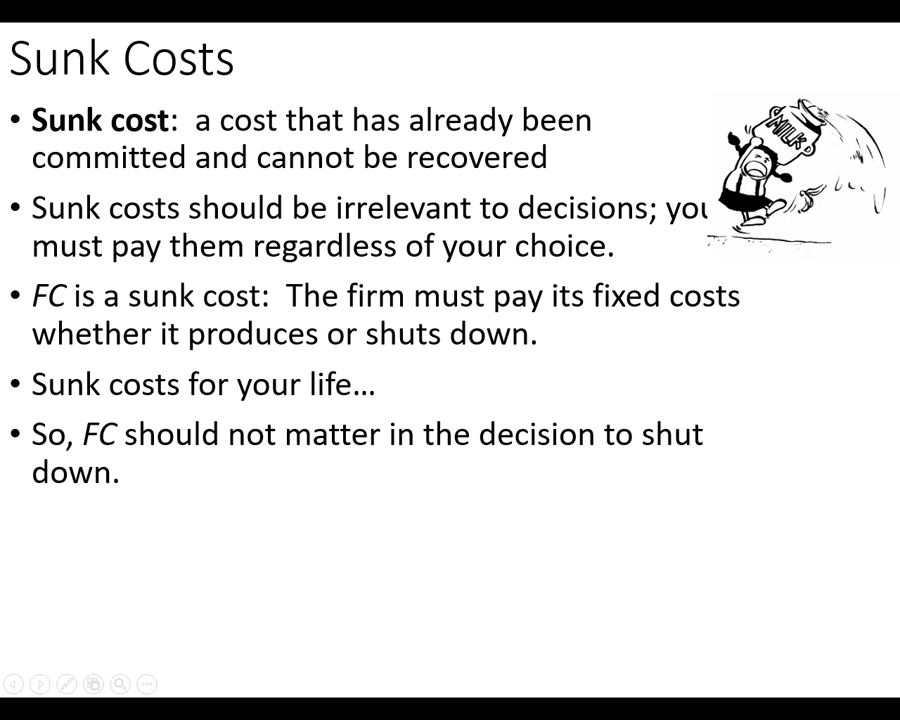 Sunk Costs
• Sunk cost:  a cost that has already been
committed and cannot be recovered
MILK
• Sunk costs should be irrelevant to decisions; you
must pay them regardless of your choice.
• FC is a sunk cost:  The firm must pay its fixed costs
whether it produces or shuts down.
• Sunk costs for your life…
• So, FC should not matter in the decision to shut
down.